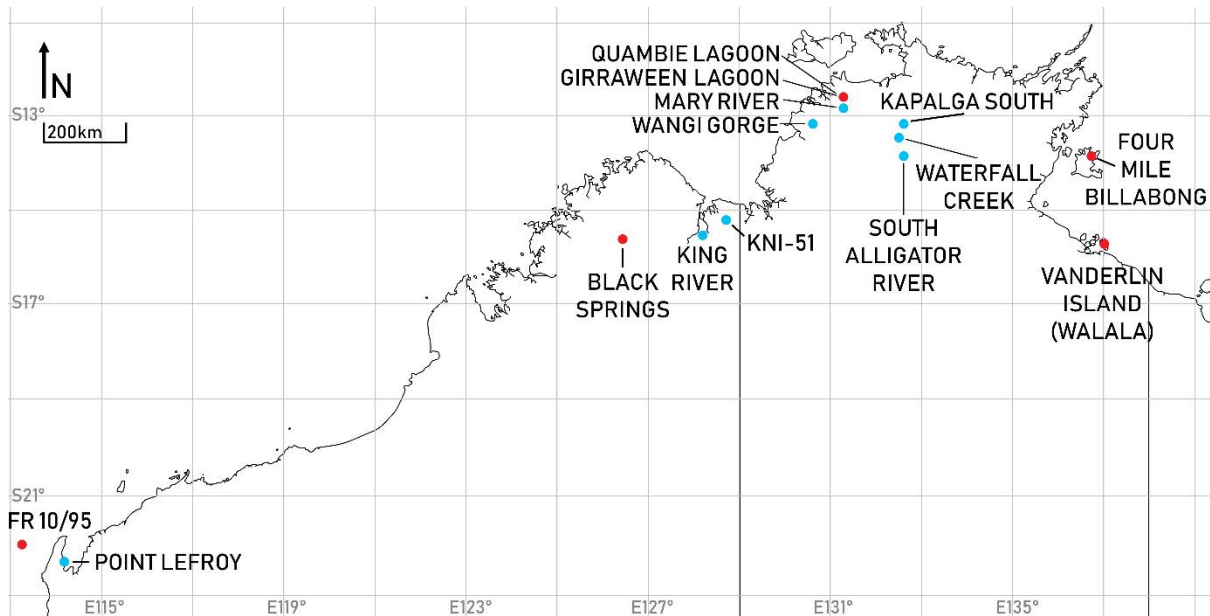 N
200km
QUAMBIE LAGOON
GIRRAWEEN LAGOON
MARY RIVER
WANGI GORGE
KAPALGA SOUTH
S13°
FOUR
MILE
BILLABONG
WATERFALL
CREEK
SOUTH
ALLIGATOR
RIVER
KNI-51
KING
RIVER
BLACK
SPRINGS
VANDERLIN
ISLAND
(WALALA)
S17°
S21°
FR 10/95
POINT LEFROY
E115°
E119°
E123°
E127°
E131°
E135°